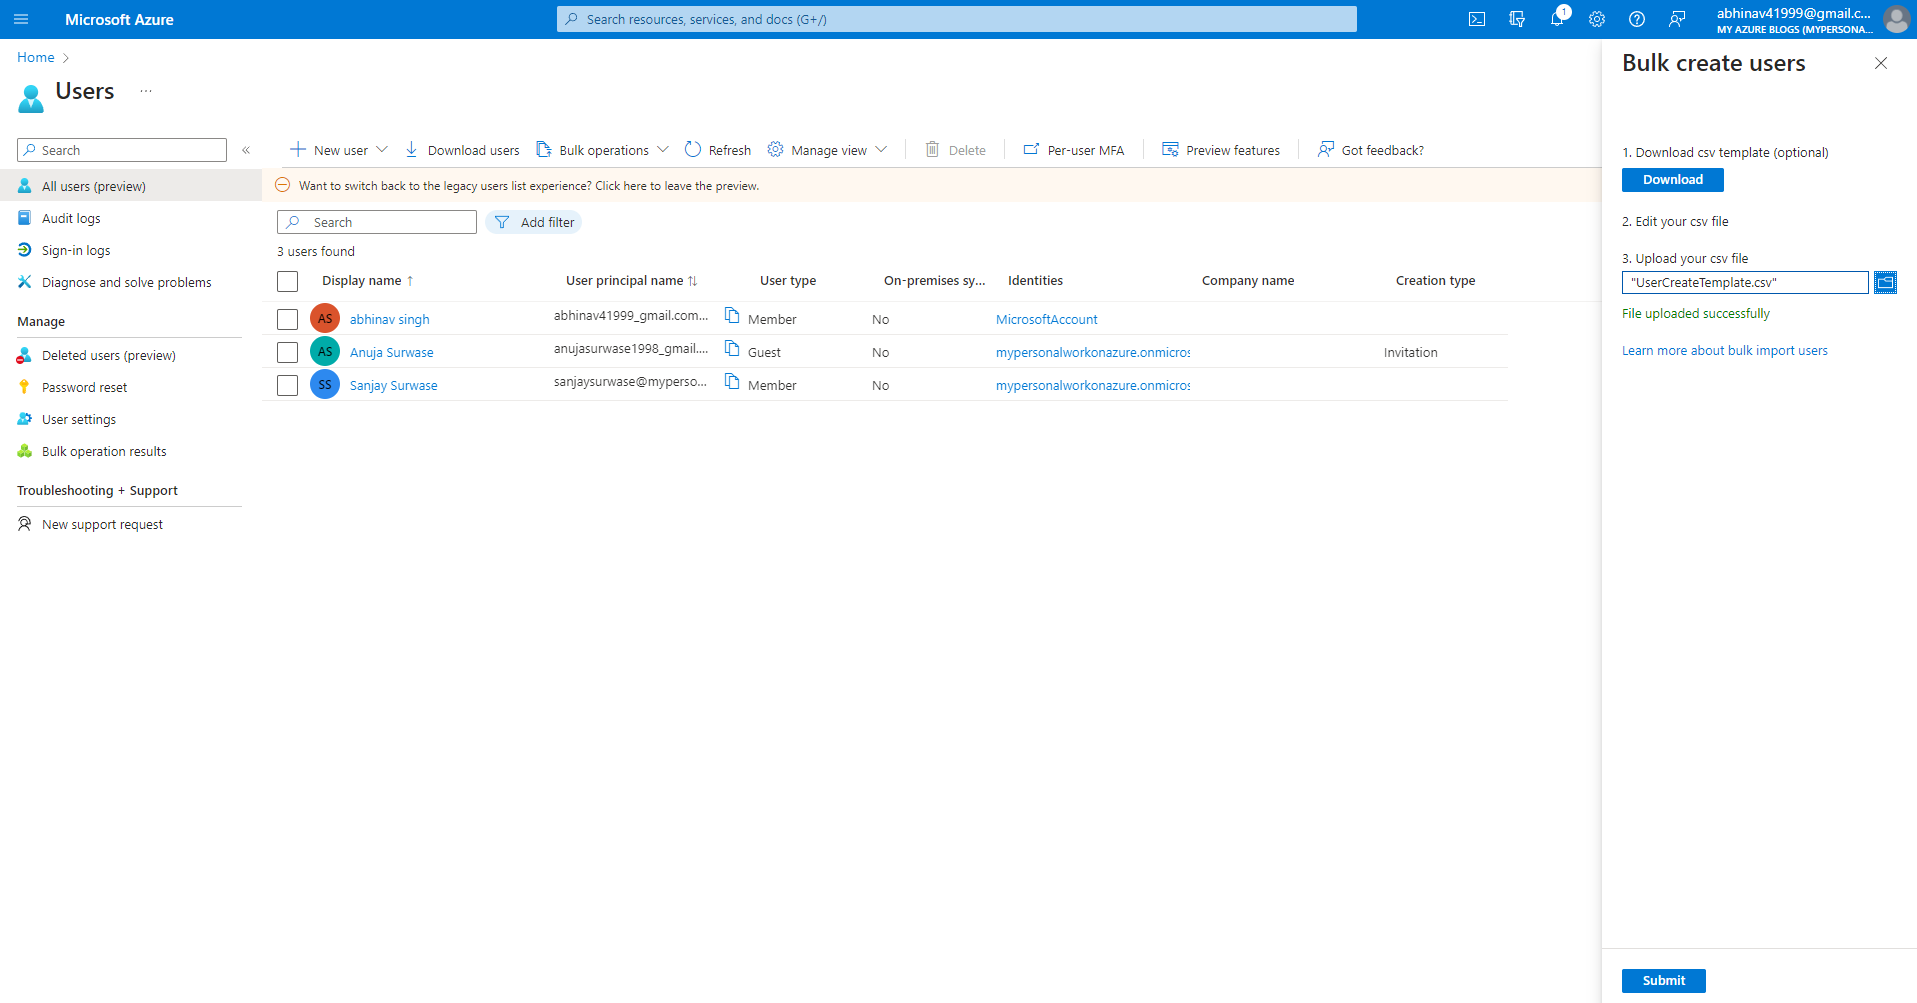 Microsoft Azure
Search resources, services, and docs (G+/)
1
abhinav41999@gmail.c...
MY AZURE BLOGS (MYPERSONA...
Home
Users
...
Search
«
All users (preview)
Audit logs
Sign-in logs
Diagnose and solve problems
Manage
Deleted users (preview)
Password reset
User settings
Bulk operation results
Troubleshooting + Support
New support request
New user
Download users
Bulk operations
Refresh
Manage view
Delete
Per-user MFA
Preview features
Got feedback?
Want to switch back to the legacy users list experience? Click here to leave the preview.
Search
Add filter
3 users found
Display name ↑ User principal name ↑↓ User type On-premises sy... Identities Company name Creation type
AS abhinav singh abhinav41999_gmail.com... Member No MicrosoftAccount
AS Anuja Surwase anujasurwase1998_gmail.... Guest No mypersonalworkonazure.onmicros Invitation
SS Sanjay Surwase sanjaysurwase@myperso... Member No mypersonalworkonazure.onmicros
Bulk create users
1. Download csv template (optional)
Download
2. Edit your csv file
3. Upload your csv file
"UserCreateTemplate.csv"
File uploaded successfully
Learn more about bulk import users
Submit